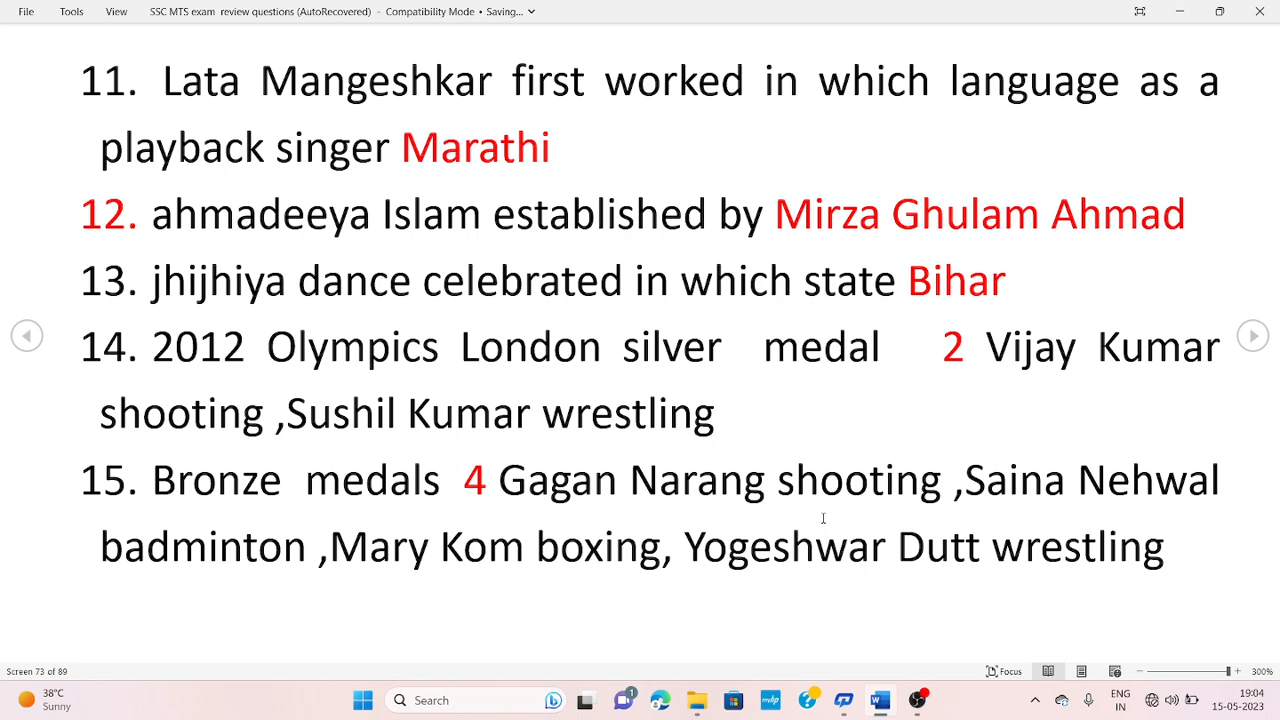 File Tools View SSC MTS exam review questions (AutoRecovered) - Compatibility Mode • Saving...
11. Lata Mangeshkar first worked in which language as a
playback singer Marathi
12. ahmadeeya Islam established by Mirza Ghulam Ahmad
13. jhijhiya dance celebrated in which state Bihar
14. 2012 Olympics London silver medal 2 Vijay Kumar
shooting ,Sushil Kumar wrestling
15. Bronze medals 4 Gagan Narang shooting ,Saina Nehwal
badminton ,Mary Kom boxing, Yogeshwar Dutt wrestling
Screen 73 of 89 Focus 300%
38°C
Sunny
Search
1
ENG
IN
19:04
15-05-2023